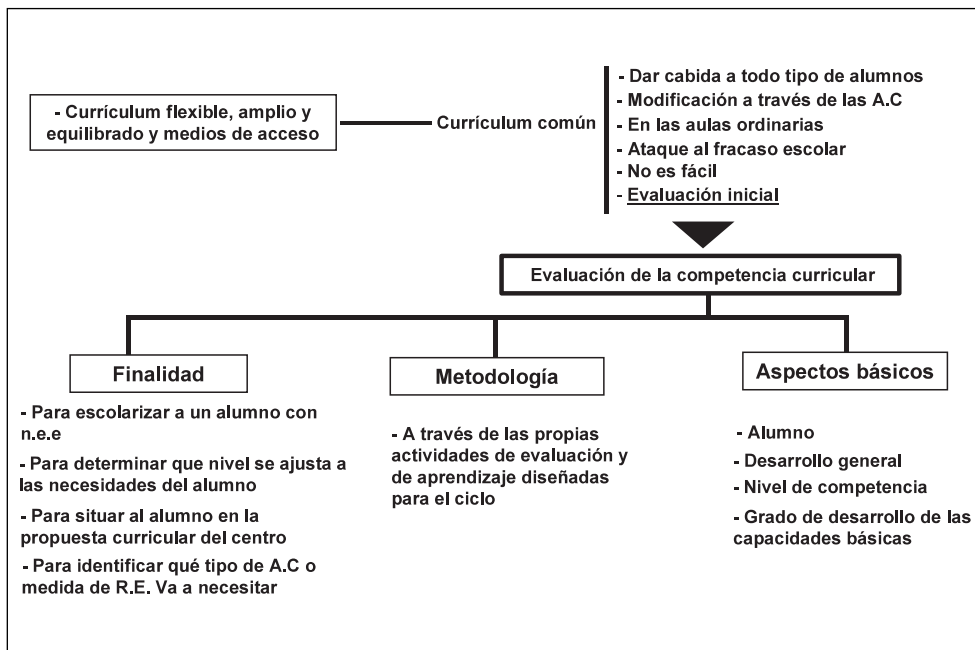 - Currículum flexible, amplio y
equilibrado y medios de acceso
Currículum común
- Dar cabida a todo tipo de alumnos
- Modificación a través de las A.C
- En las aulas ordinarias
- Ataque al fracaso escolar
- No es fácil
- Evaluación inicial
Evaluación de la competencia curricular
Finalidad
- Para escolarizar a un alumno con
n.e.e
- Para determinar que nivel se ajusta a
las necesidades del alumno
- Para situar al alumno en la
propuesta curricular del centro
- Para identificar qué tipo de A.C o
medida de R.E. Va a necesitar
Metodología
- A través de las propias
actividades de evaluación y
de aprendizaje diseñadas
para el ciclo
Aspectos básicos
- Alumno
- Desarrollo general
- Nivel de competencia
- Grado de desarrollo de las
capacidades básicas